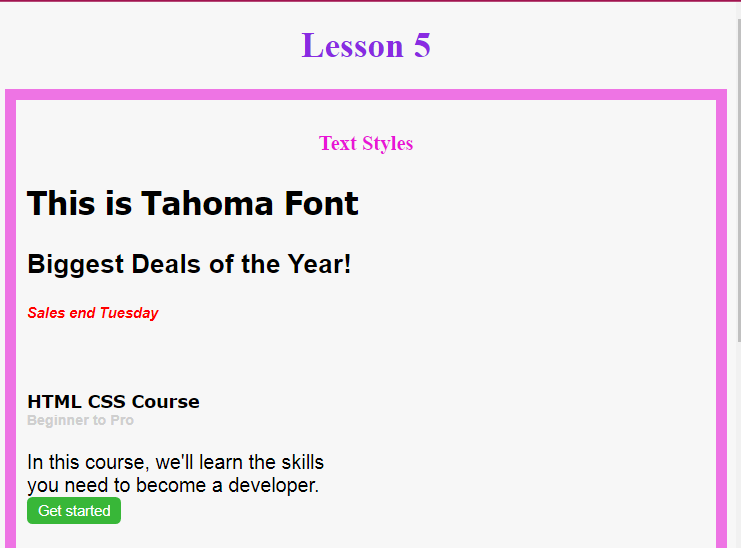 Lesson 5
Text Styles
This is Tahoma Font
Biggest Deals of the Year!
Sales end Tuesday
HTML CSS Course
Beginner to Pro
In this course, we'll learn the skills
you need to become a developer.
Get started